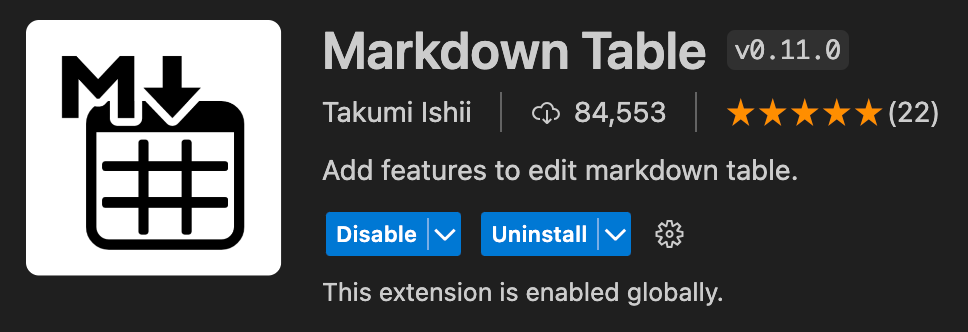 Markdown Table v0.11.0
Takumi Ishii 84,553 (22)
Add features to edit markdown table.
Disable Uninstall
This extension is enabled globally.
M